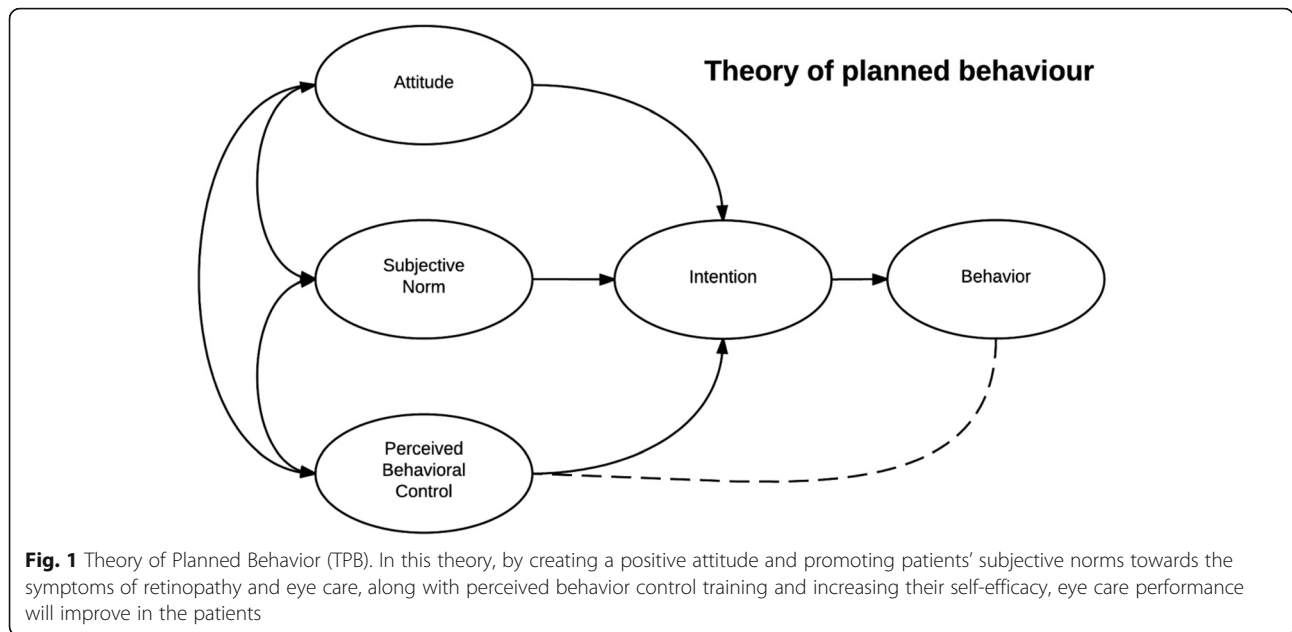 Theory of planned behaviour
Attitude
Subjective
Norm
Intention
Behavior
Perceived
Behavioral
Control
Fig. 1 Theory of Planned Behavior (TPB). In this theory, by creating a positive attitude and promoting patients’ subjective norms towards the
symptoms of retinopathy and eye care, along with perceived behavior control training and increasing their self-efficacy, eye care performance
will improve in the patients